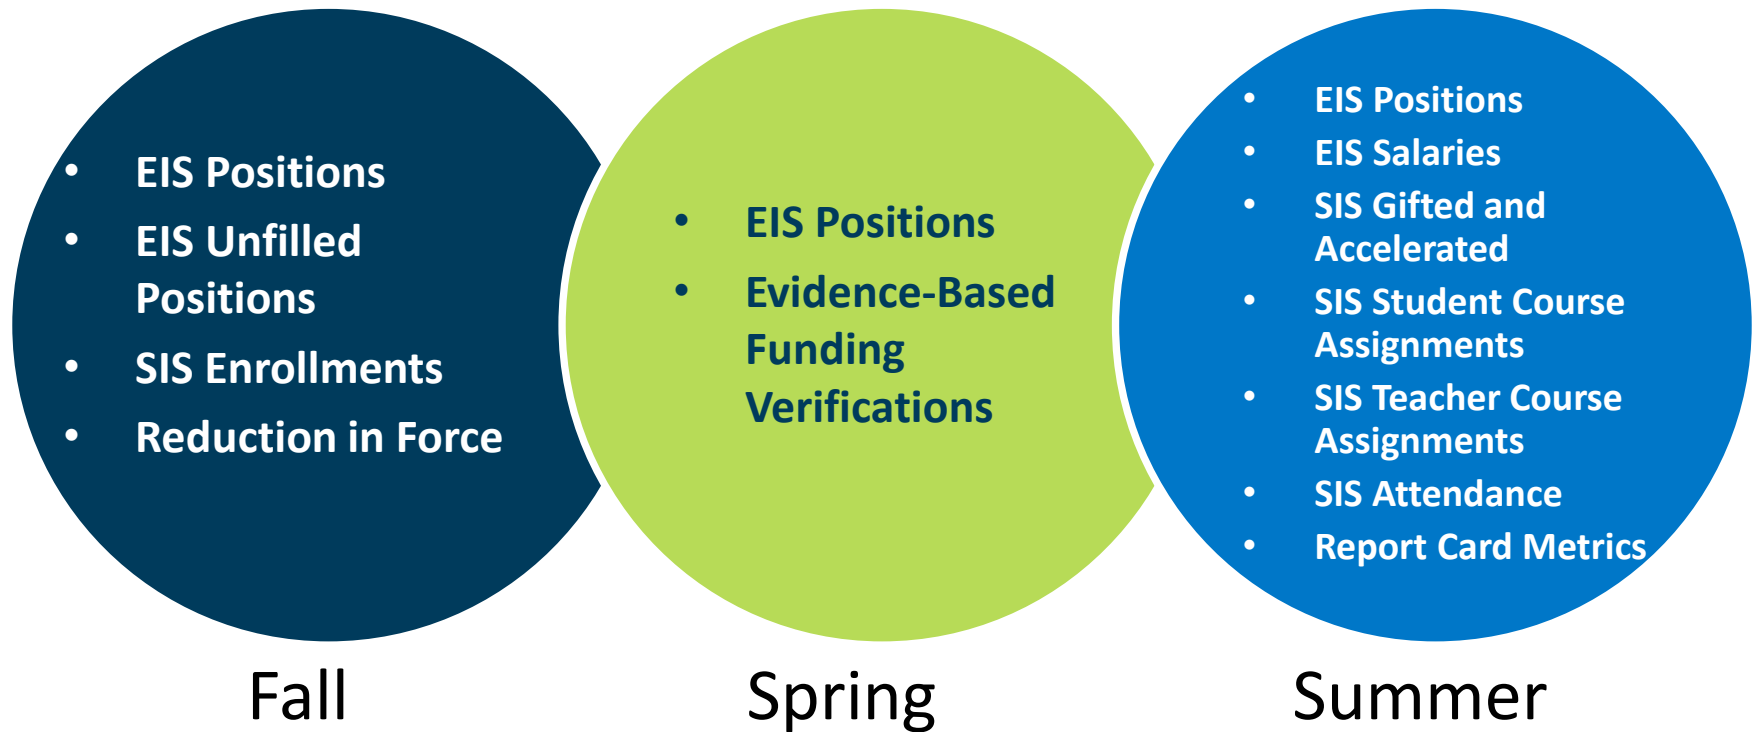 • EIS Positions
• EIS Unfilled
Positions
• SIS Enrollments
• Reduction in Force
Fall
• EIS Positions
• Evidence-Based
Funding
Verifications
Spring
• EIS Positions
• EIS Salaries
• SIS Gifted and
Accelerated
• SIS Student Course
Assignments
• SIS Teacher Course
Assignments
• SIS Attendance
• Report Card Metrics
Summer